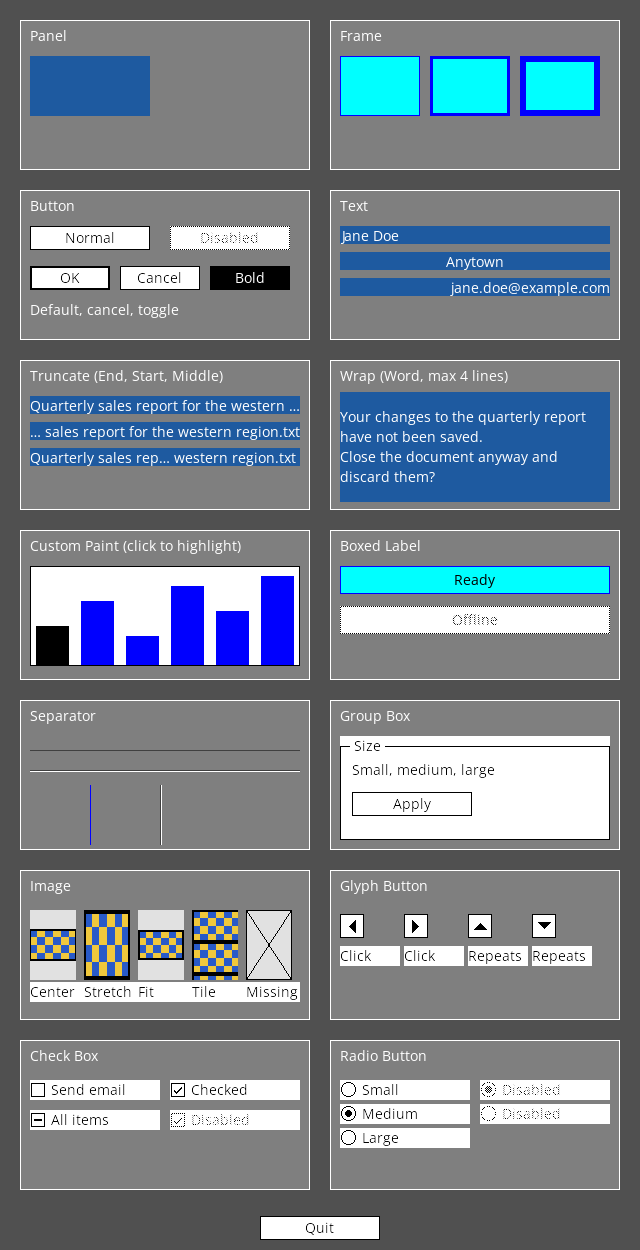 Panel
Frame
Button
Normal
Disabled
OK
Cancel
Bold
Default, cancel, toggle
Text
Jane Doe
Anytown
jane.doe@example.com
Truncate (End, Start, Middle)
Quarterly sales report for the western ...
... sales report for the western region.txt
Quarterly sales rep... western region.txt
Wrap (Word, max 4 lines)
Your changes to the quarterly report
have not been saved.
Close the document anyway and
discard them?
Custom Paint (click to highlight)
Boxed Label
Ready
Offline
Separator
Group Box
Size
Small, medium, large
Apply
Image
Center
Stretch
Fit
Tile
Missing
Glyph Button
Click
Click
Repeats
Repeats
Check Box
Send email
Checked
All items
Disabled
Radio Button
Small
Disabled
Medium
Disabled
Large
Quit